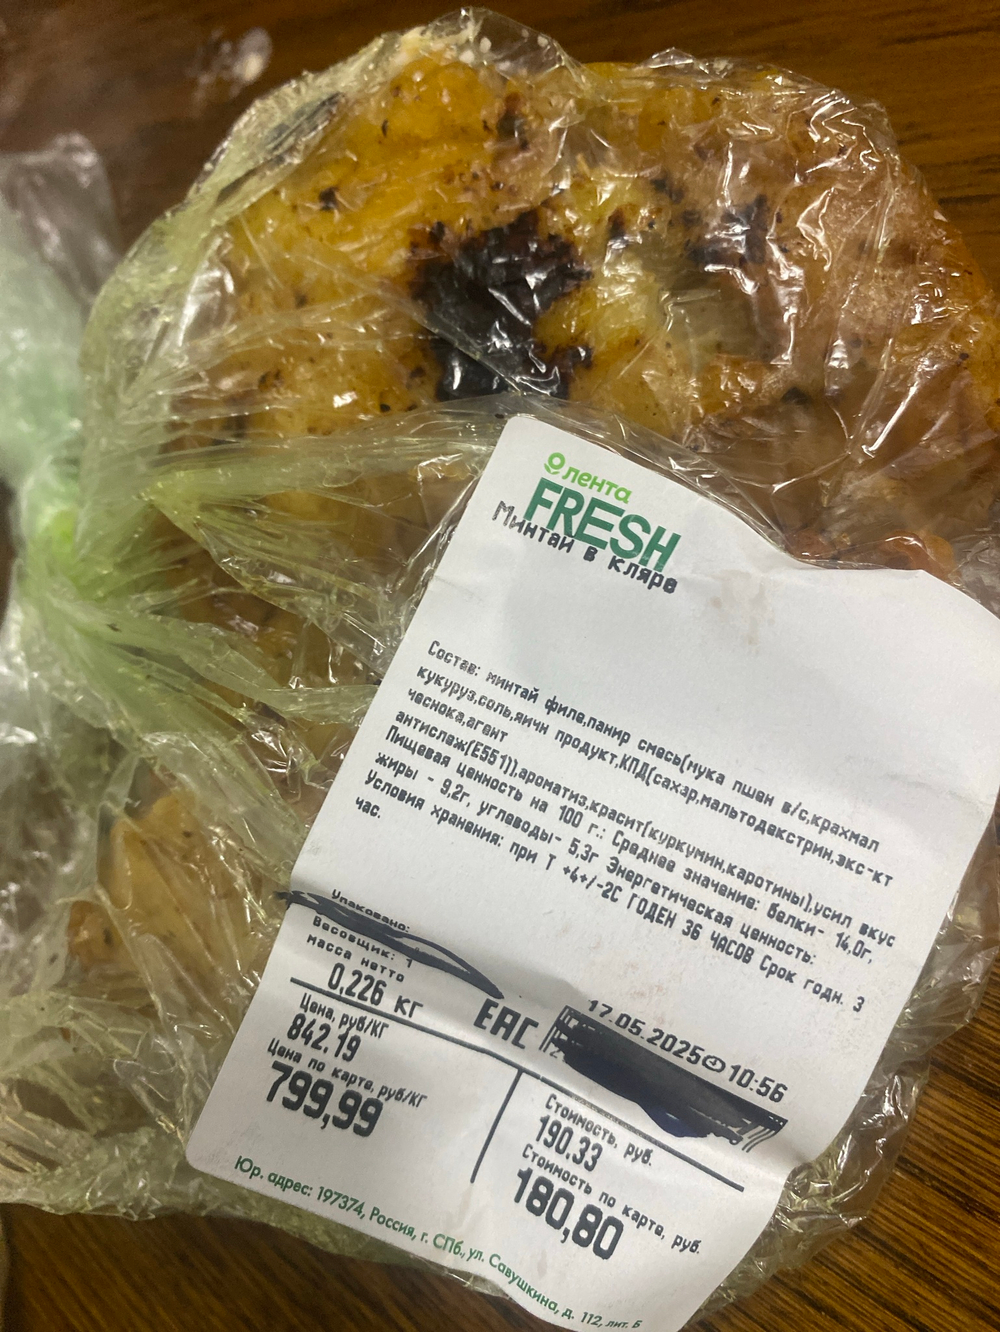 лента
FRESH
Минтай в кляре
Состав: минтай филе,панир смесь(мука пшен в/с,крахмал
кукуруз,соль,яичн продукт,КПД(сахар,мальтодекстрин,экс-кт
чеснока,агент
антислеж(Е551)),ароматиз,красит(куркумин,каротины),усил вкус
Пищевая ценность на 100 г.: Среднее значение: белки- 14,0г,
жиры - 9,2г, углеводы- 5,3г Энергетическая ценность:
Условия хранения: при Т +4+/-2С ГОДЕН 36 ЧАСОВ Срок годн. 3
час.
Упаковано:
Весовщик: 1
масса нетто
0,226 кг
EAC
17.05.2025 10:56
Цена, руб/КГ
842.19
Цена по карте, руб/КГ
799,99
Стоимость, руб.
190.33
Стоимость по карте, руб.
180,80
Юр. адрес: 197374, Россия, г. СПб., ул. Савушкина, д. 112, лит. Б